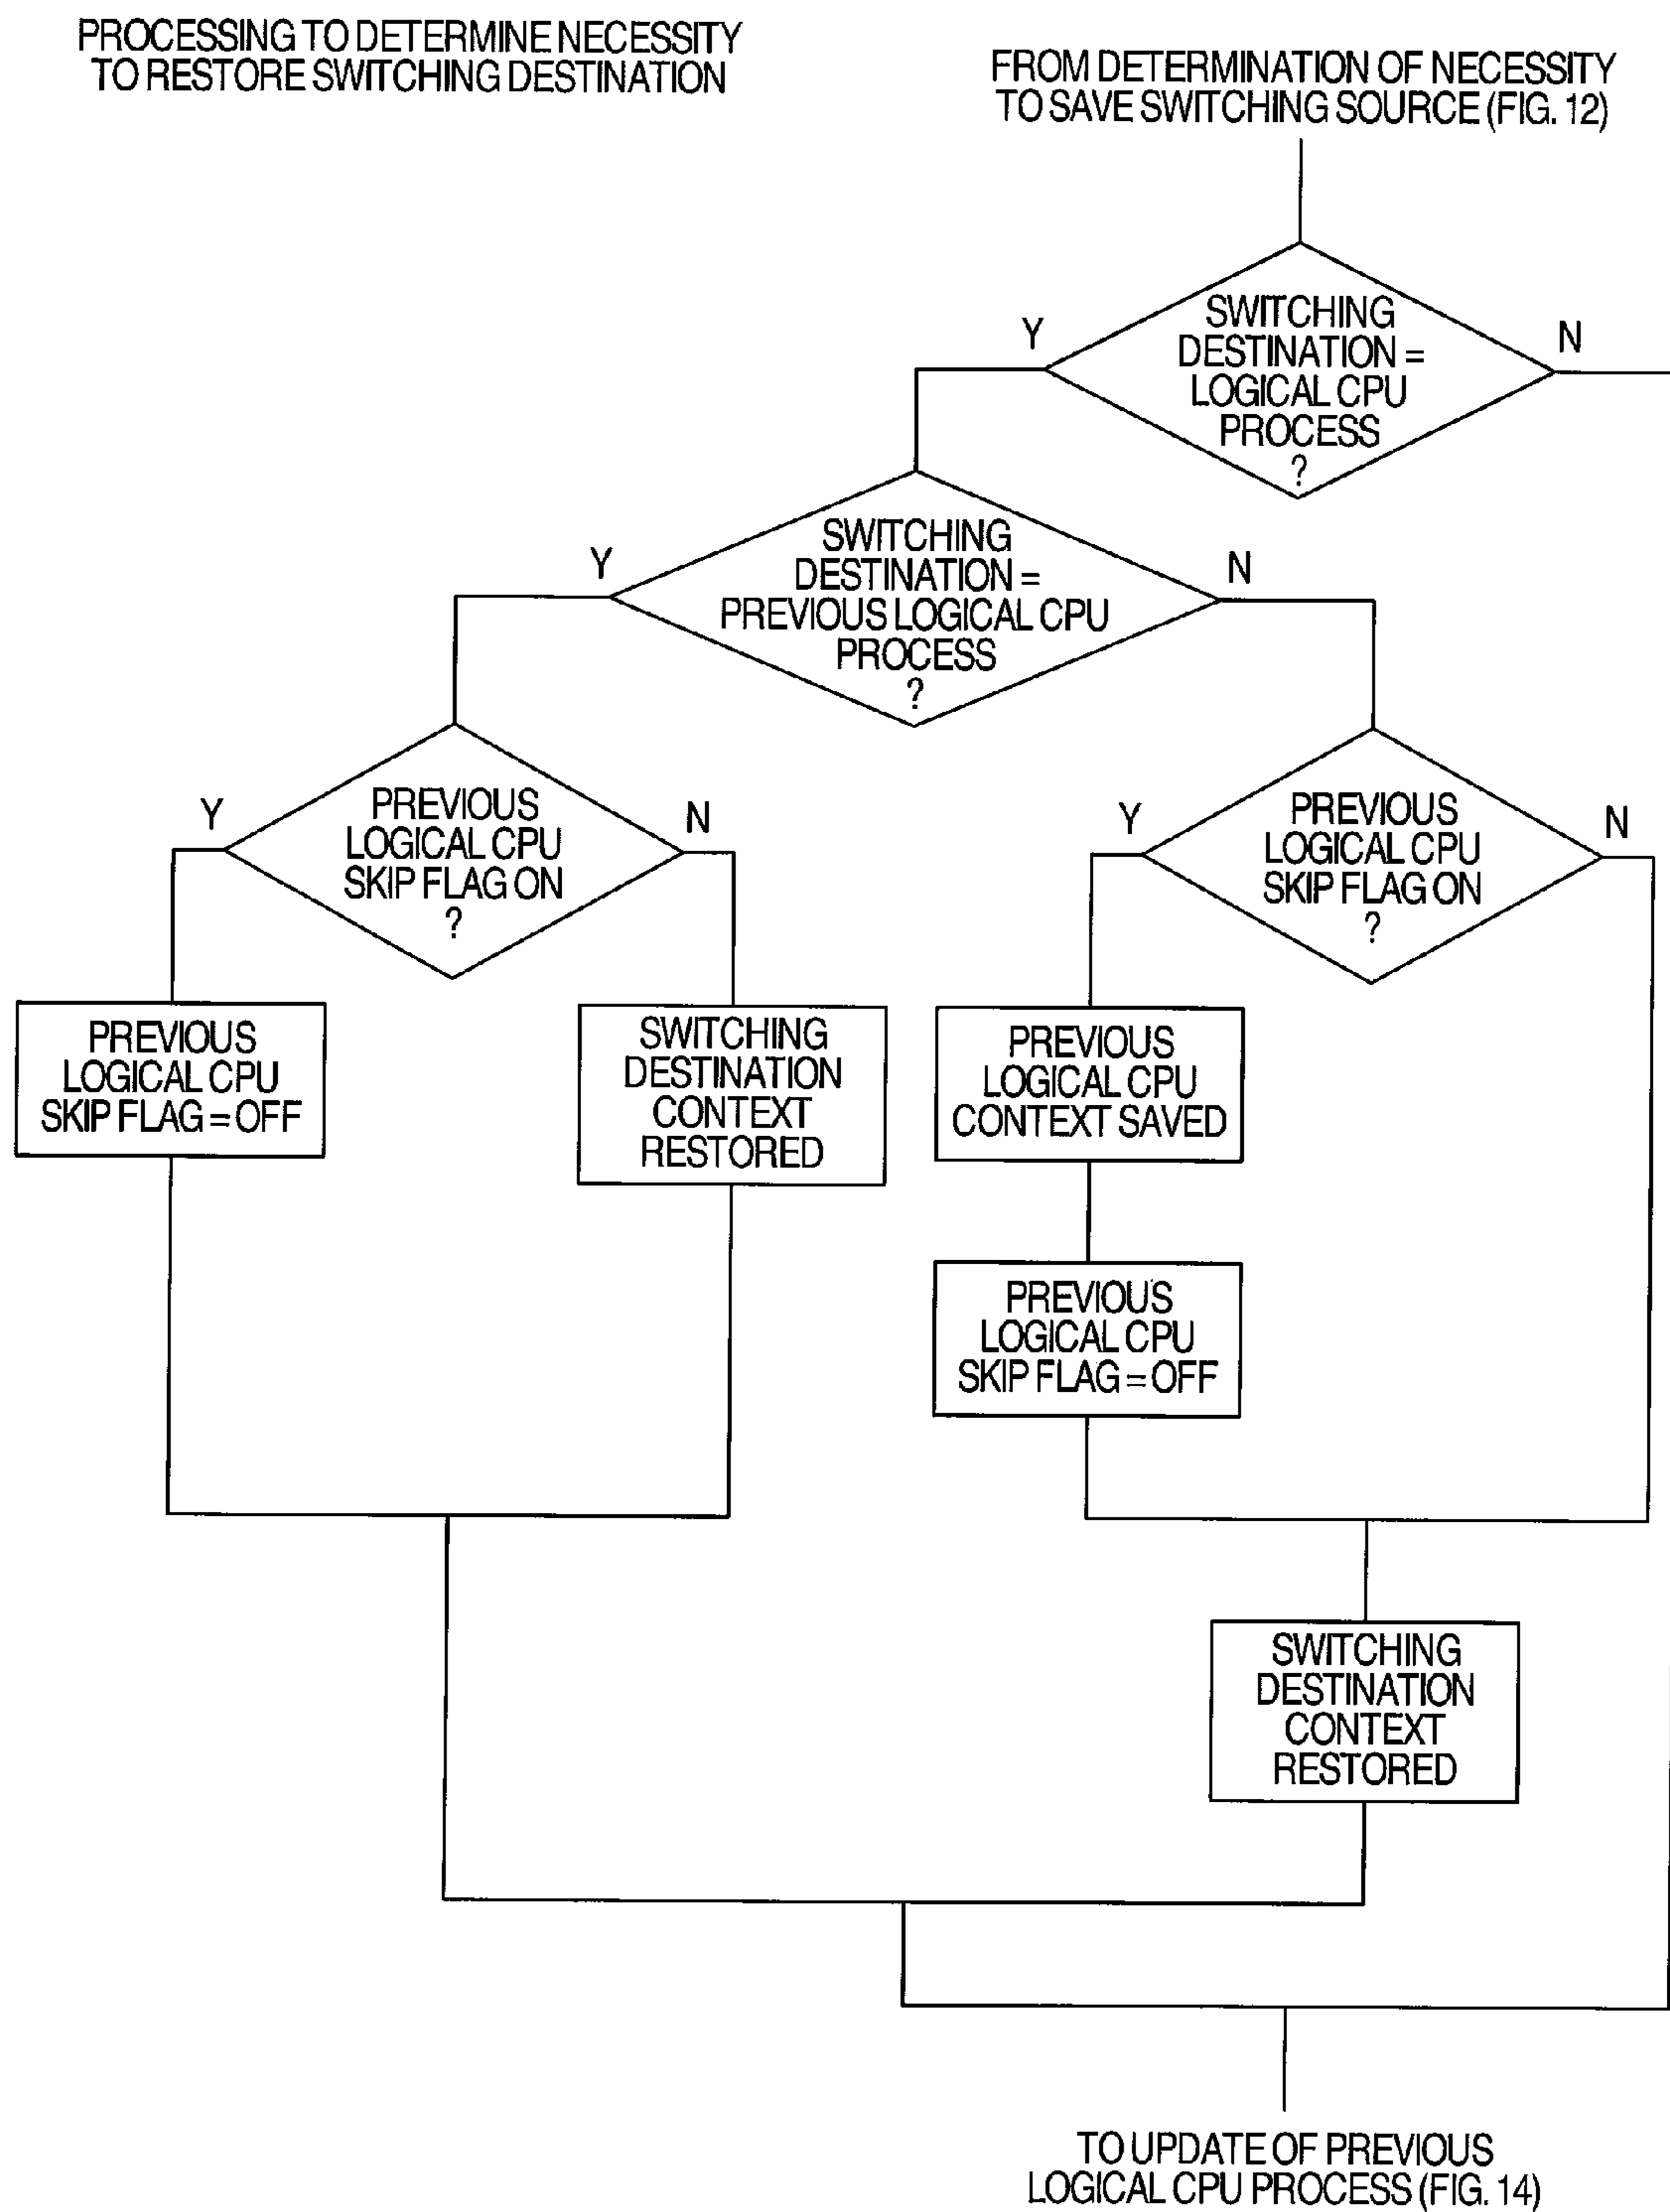 PROCESSING TO DETERMINE NECESSITY
TO RESTORE SWITCHING DESTINATION
FROM DETERMINATION OF NECESSITY
TO SAVE SWITCHING SOURCE (FIG. 12)
SWITCHING
DESTINATION =
LOGICAL CPU
PROCESS
?
Y
N
SWITCHING
DESTINATION =
PREVIOUS LOGICAL CPU
PROCESS
?
Y
N
PREVIOUS
LOGICAL CPU
SKIP FLAG ON
?
Y
N
PREVIOUS
LOGICAL CPU
SKIP FLAG ON
?
Y
N
PREVIOUS
LOGICAL CPU
SKIP FLAG = OFF
SWITCHING
DESTINATION
CONTEXT
RESTORED
PREVIOUS
LOGICAL CPU
CONTEXT SAVED
PREVIOUS
LOGICAL CPU
SKIP FLAG = OFF
SWITCHING
DESTINATION
CONTEXT
RESTORED
TO UPDATE OF PREVIOUS
LOGICAL CPU PROCESS (FIG. 14)